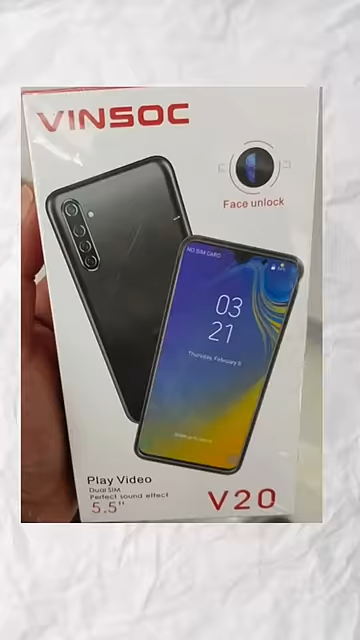 VINSOC
Face unlock
NO SIM CARD
03
21
Thursday, February 8
Play Video
Dual SIM
Perfect sound effect
5.5"
V20